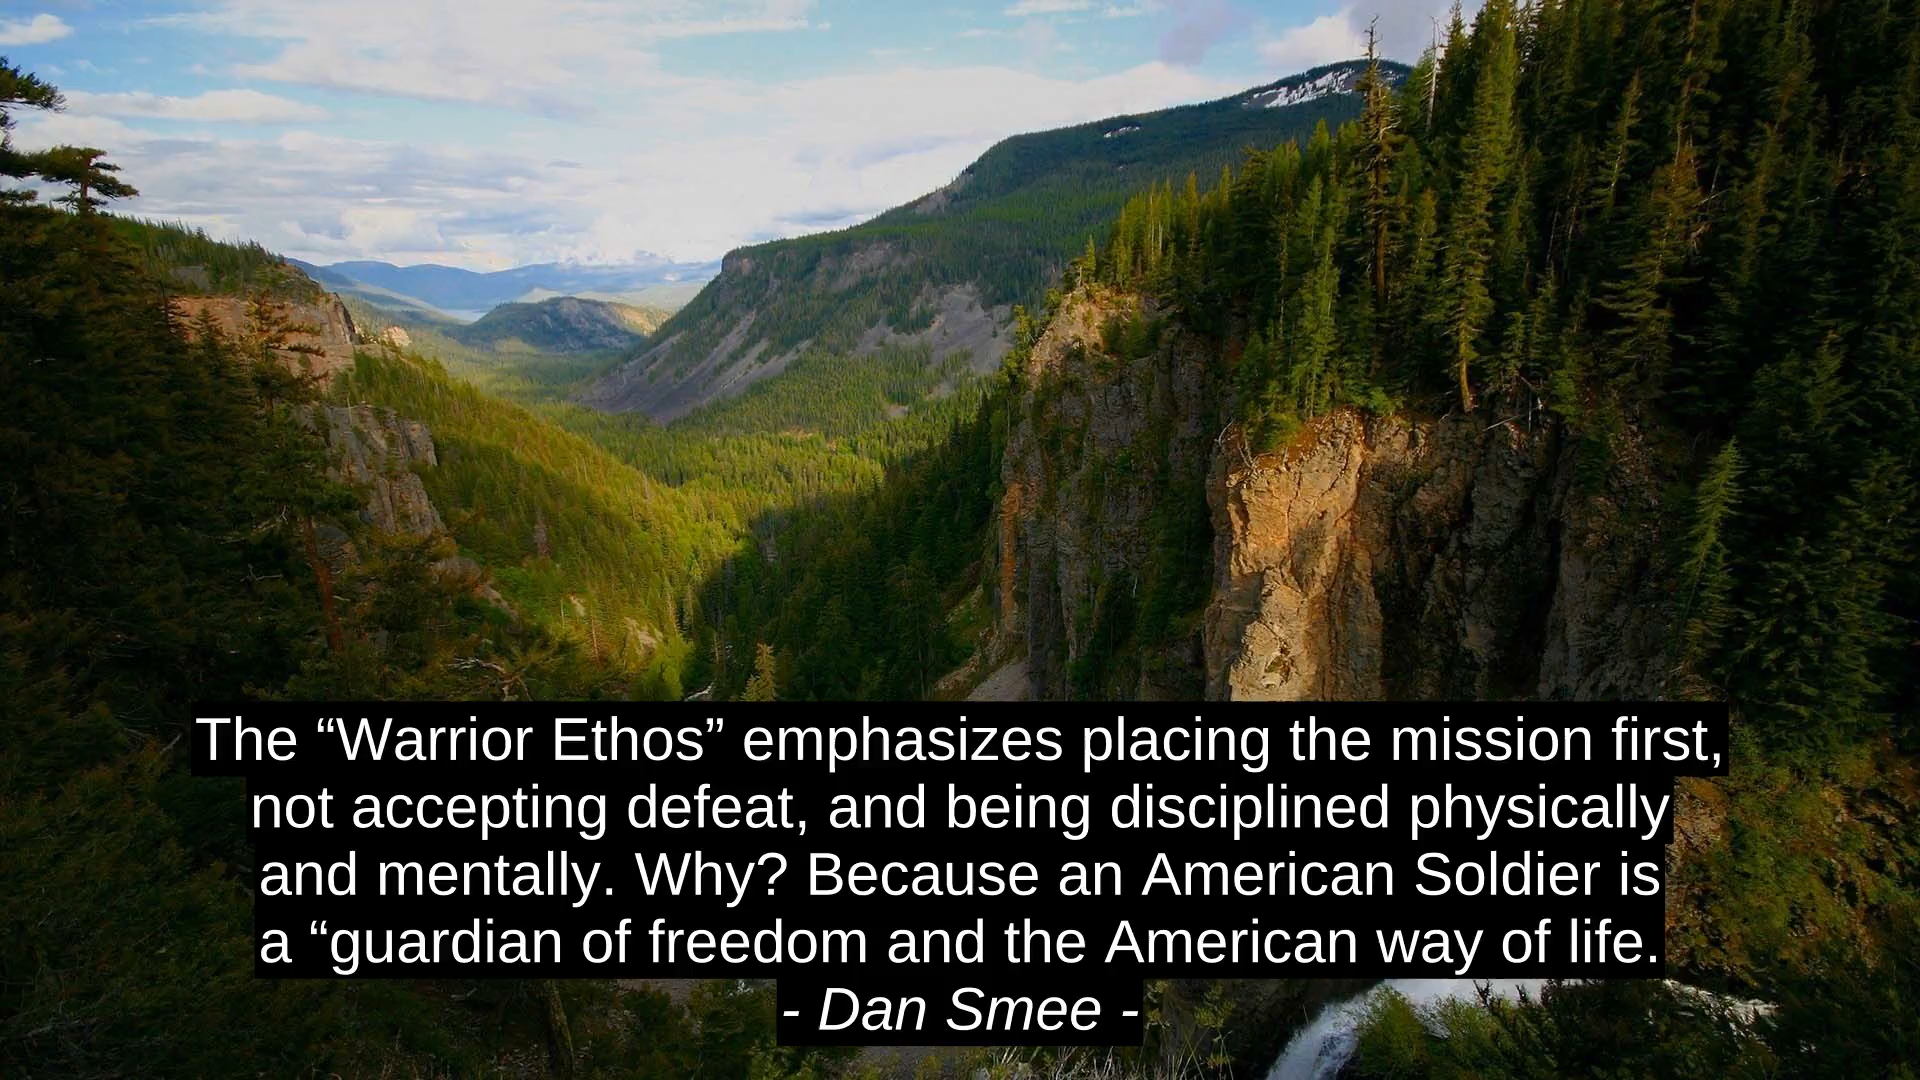 The “Warrior Ethos” emphasizes placing the mission first,
not accepting defeat, and being disciplined physically
and mentally. Why? Because an American Soldier is
a “guardian of freedom and the American way of life.
- Dan Smee -